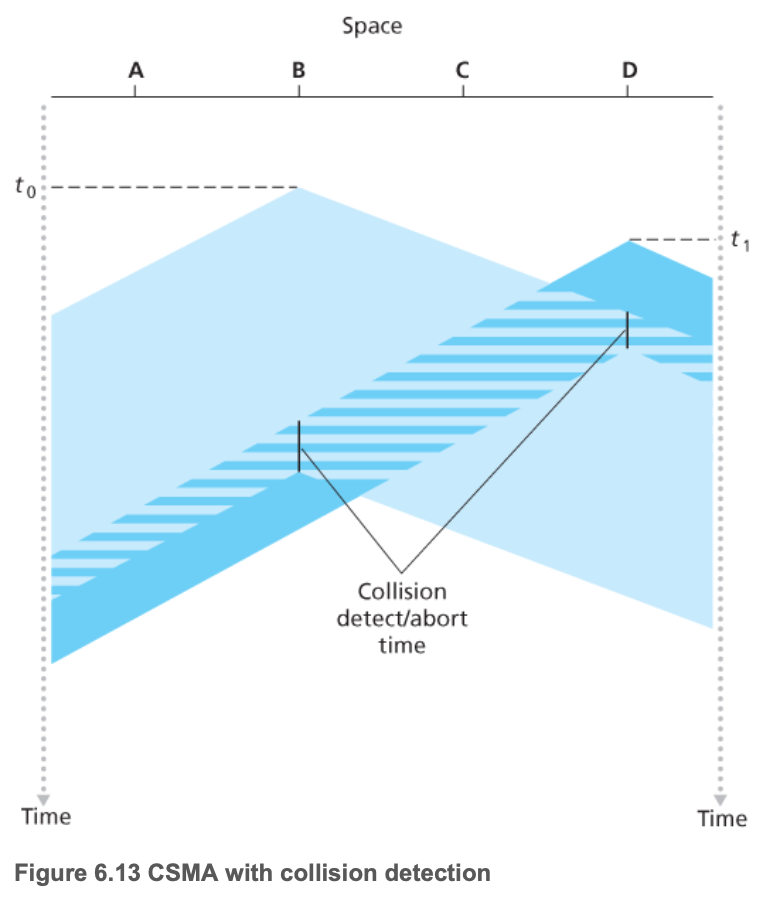 Space
A B C D
t0
t1
Collision
detect/abort
time
Time Time
Figure 6.13 CSMA with collision detection